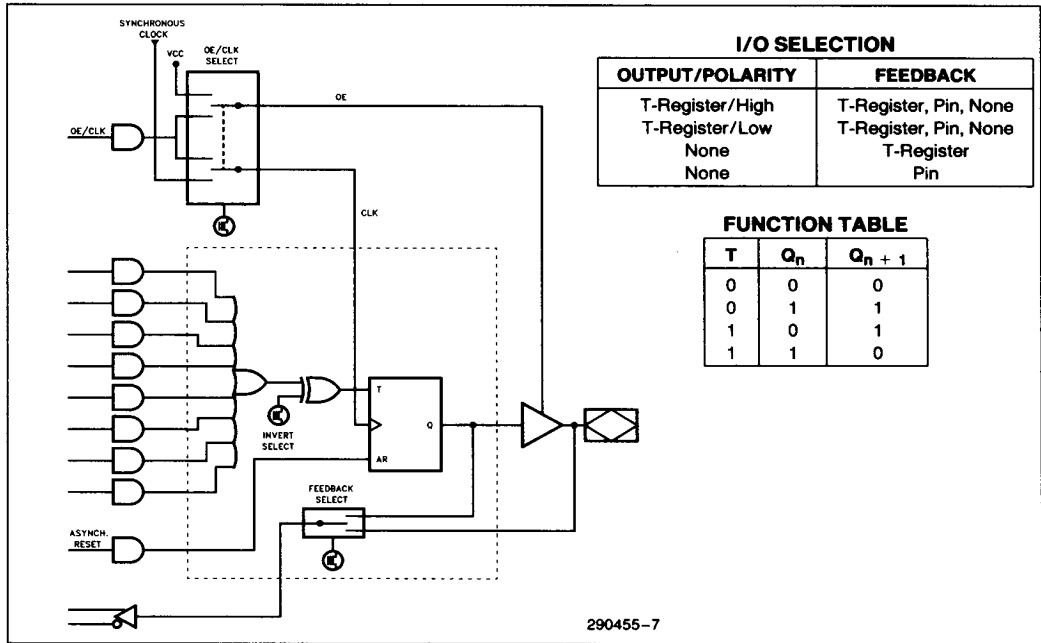 SYNCHRONOUS
CLOCK
VCC
OE/CLK
SELECT
OE
OE/CLK
CLK
INVERT
SELECT
T
Q
AR
FEEDBACK
SELECT
ASYNCH.
RESET
I/O SELECTION
OUTPUT/POLARITY FEEDBACK
T-Register/High T-Register, Pin, None
T-Register/Low T-Register, Pin, None
None T-Register
None Pin
FUNCTION TABLE
T Qn Qn + 1
0 0 0
0 1 1
1 0 1
1 1 0
290455–7